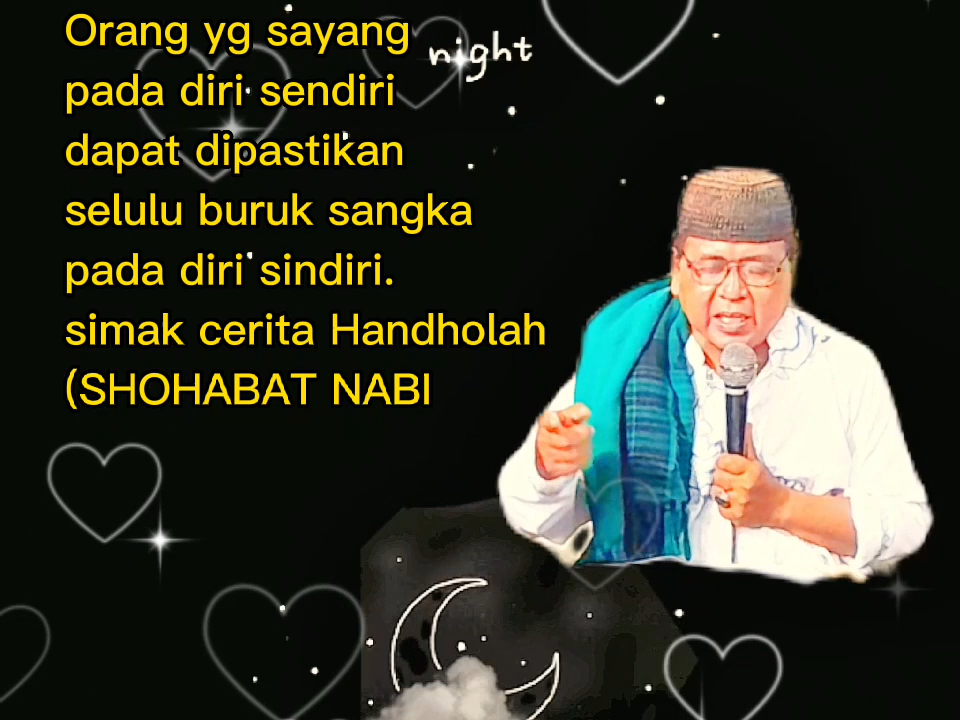 Orang yg sayang
night
pada diri sendiri
dapat dipastikan
selulu buruk sangka
pada diri sindiri.
simak cerita Handholah
(SHOHABAT NABI